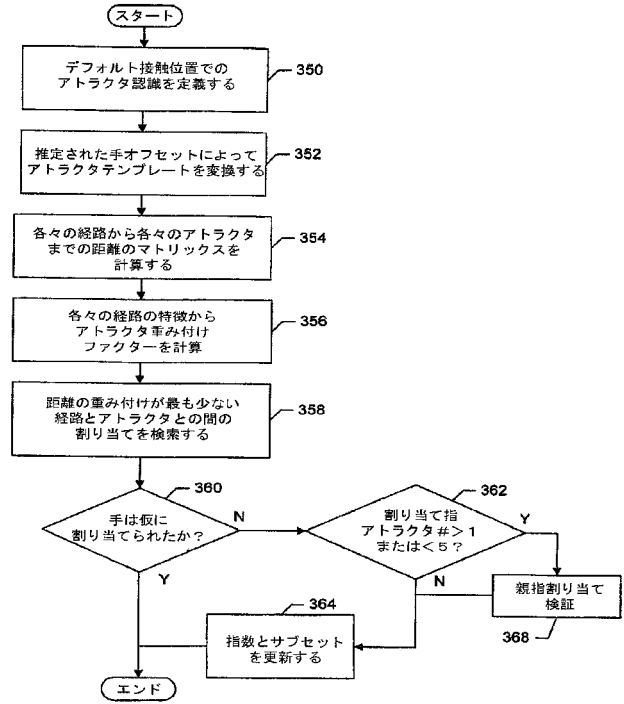 スタート
デフォルト接触位置での
アトラクタ認識を定義する
350
推定された手オフセットによって
アトラクタテンプレートを変換する
352
各々の経路から各々のアトラクタ
までの距離のマトリックスを
計算する
354
各々の経路の特徴から
アトラクタ重み付け
ファクターを計算
356
距離の重み付けが最も少ない
経路とアトラクタとの間の
割り当てを検索する
358
360
手は仮に
割り当てられたか？
N
Y
362
割り当て指
アトラクタ#＞1
または＜5？
Y
N
親指割り当て
検証
368
364
指数とサブセット
を更新する
エンド